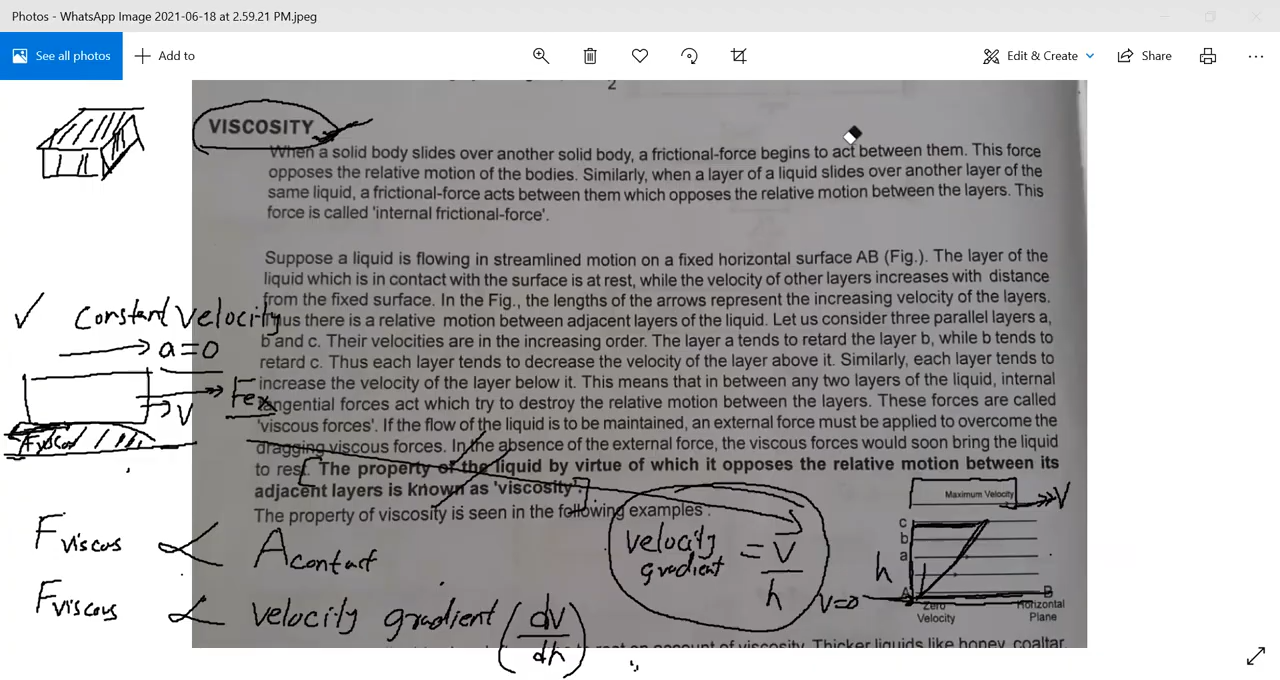 Photos - WhatsApp Image 2021-06-18 at 2.59.21 PM.jpeg
See all photos
Add to
Edit & Create
Share
2
VISCOSITY
When a solid body slides over another solid body, a frictional-force begins to act between them. This force
opposes the relative motion of the bodies. Similarly, when a layer of a liquid slides over another layer of the
same liquid, a frictional-force acts between them which opposes the relative motion between the layers. This
force is called 'internal frictional-force'.
Suppose a liquid is flowing in streamlined motion on a fixed horizontal surface AB (Fig.). The layer of the
liquid which is in contact with the surface is at rest, while the velocity of other layers increases with distance
from the fixed surface. In the Fig., the lengths of the arrows represent the increasing velocity of the layers.
us there is a relative motion between adjacent layers of the liquid. Let us consider three parallel layers a,
b and c. Their velocities are in the increasing order. The layer a tends to retard the layer b, while b tends to
retard c. Thus each layer tends to decrease the velocity of the layer above it. Similarly, each layer tends to
increase the velocity of the layer below it. This means that in between any two layers of the liquid, internal
tangential forces act which try to destroy the relative motion between the layers. These forces are called
'viscous forces'. If the flow of the liquid is to be maintained, an external force must be applied to overcome the
dragging viscous forces. In the absence of the external force, the viscous forces would soon bring the liquid
to rest. The property of the liquid by virtue of which it opposes the relative motion between its
adjacent layers is known as 'viscosity'.
The property of viscosity is seen in the following examples :
✓ Constant velocity
a=0
Fex
V
Fviscos
Fviscos ∝ Acontact
Fviscos ∝ velocity gradient (dv/dh)
velocity gradient = V/h
Maximum Velocity
V
c
b
a
h
A
B
V=0
Zero
Velocity
Horizontal
Plane
account of viscosity. Thicker liquids like honey, coaltar,